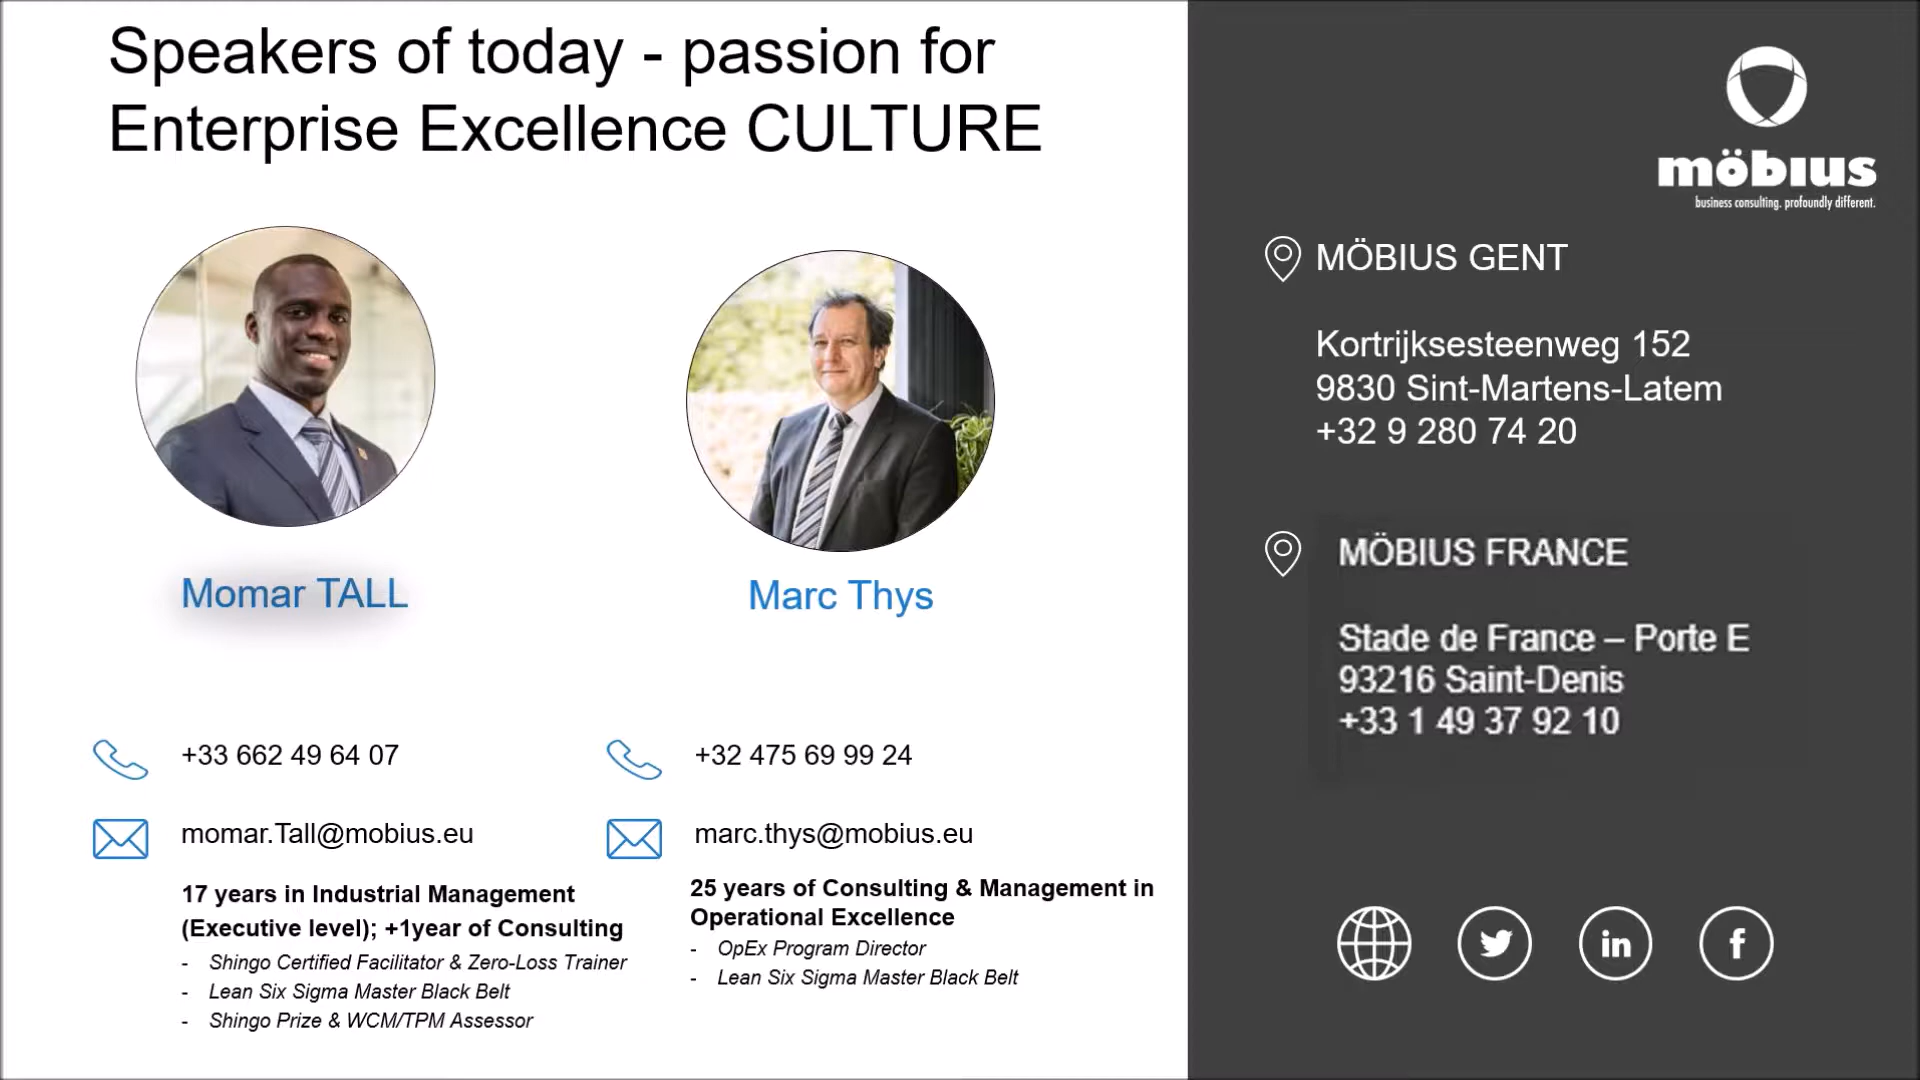 Speakers of today - passion for
Enterprise Excellence CULTURE
Momar TALL
+33 662 49 64 07
momar.Tall@mobius.eu
17 years in Industrial Management
(Executive level); +1year of Consulting
- Shingo Certified Facilitator & Zero-Loss Trainer
- Lean Six Sigma Master Black Belt
- Shingo Prize & WCM/TPM Assessor
Marc Thys
+32 475 69 99 24
marc.thys@mobius.eu
25 years of Consulting & Management in
Operational Excellence
- OpEx Program Director
- Lean Six Sigma Master Black Belt
möbius
business consulting. profoundly different.
MÖBIUS GENT
Kortrijksesteenweg 152
9830 Sint-Martens-Latem
+32 9 280 74 20
MÖBIUS FRANCE
Stade de France – Porte E
93216 Saint-Denis
+33 1 49 37 92 10
in
f